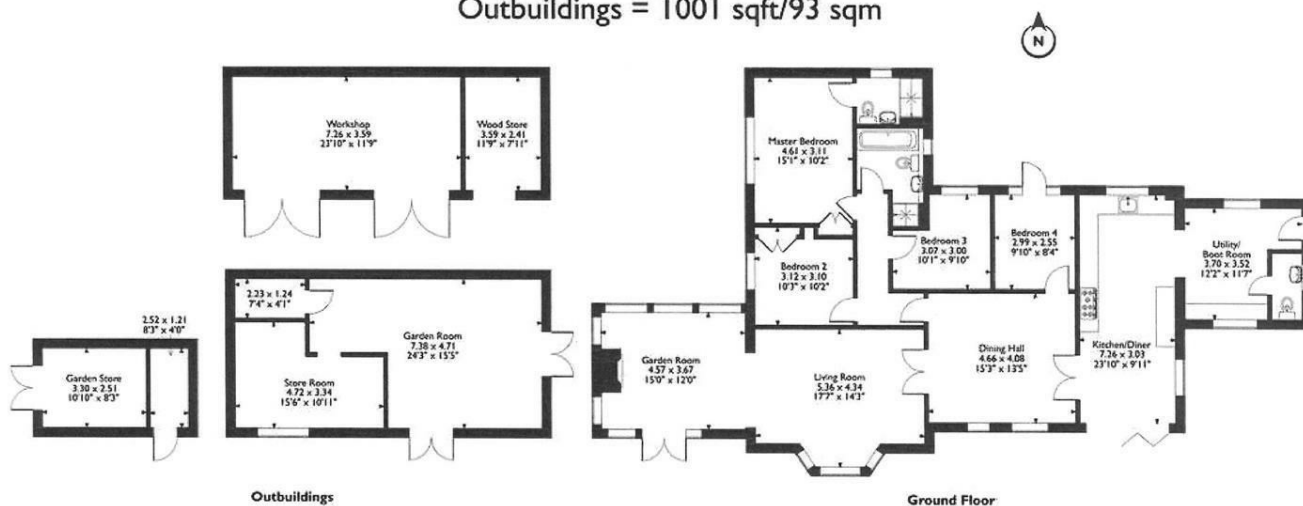 Outbuildings = 1001 sqft/93 sqm
N
Workshop
7.26 x 3.59
23'10" x 11'9"
Wood Store
3.59 x 2.41
11'9" x 7'11"
Master Bedroom
4.61 x 3.11
15'1" x 10'2"
Bedroom 2
3.12 x 3.10
10'3" x 10'2"
Bedroom 3
3.07 x 3.00
10'1" x 9'10"
Bedroom 4
2.99 x 2.55
9'10" x 8'4"
Utility/
Boot Room
3.70 x 3.52
12'2" x 11'7"
2.23 x 1.24
7'4" x 4'1"
Garden Room
7.38 x 4.71
24'3" x 15'5"
Store Room
4.72 x 3.34
15'6" x 10'11"
2.52 x 1.21
8'3" x 4'0"
Garden Store
3.30 x 2.51
10'10" x 8'3"
Garden Room
4.57 x 3.67
15'0" x 12'0"
Living Room
5.36 x 4.34
17'7" x 14'3"
Dining Hall
4.66 x 4.08
15'3" x 13'5"
Kitchen/Diner
7.26 x 3.03
23'10" x 9'11"
Outbuildings
Ground Floor